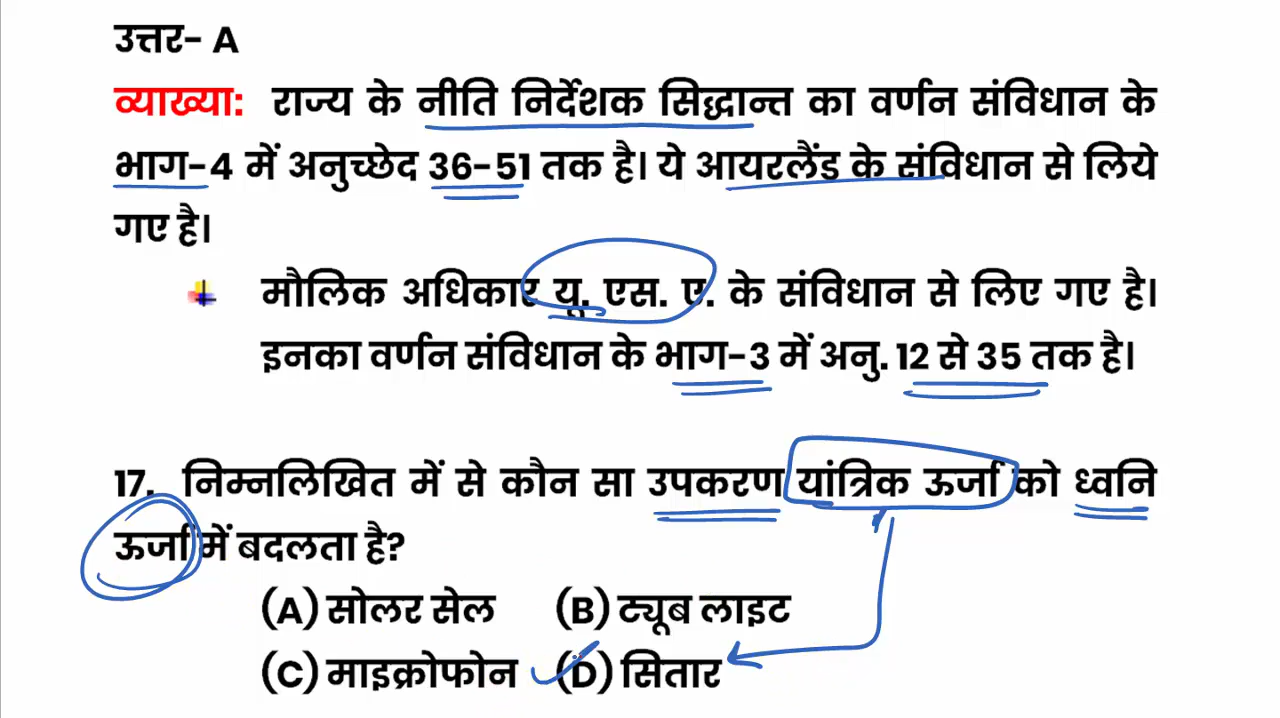 उत्तर- A
व्याख्या: राज्य के नीति निर्देशक सिद्धान्त का वर्णन संविधान के
भाग-4 में अनुच्छेद 36-51 तक है। ये आयरलैंड के संविधान से लिये
गए है।
मौलिक अधिकार यू. एस. ए. के संविधान से लिए गए है।
इनका वर्णन संविधान के भाग-3 में अनु. 12 से 35 तक है।
17. निम्नलिखित में से कौन सा उपकरण यांत्रिक ऊर्जा को ध्वनि
ऊर्जा में बदलता है?
(A) सोलर सेल (B) ट्यूब लाइट
(C) माइक्रोफोन (D) सितार